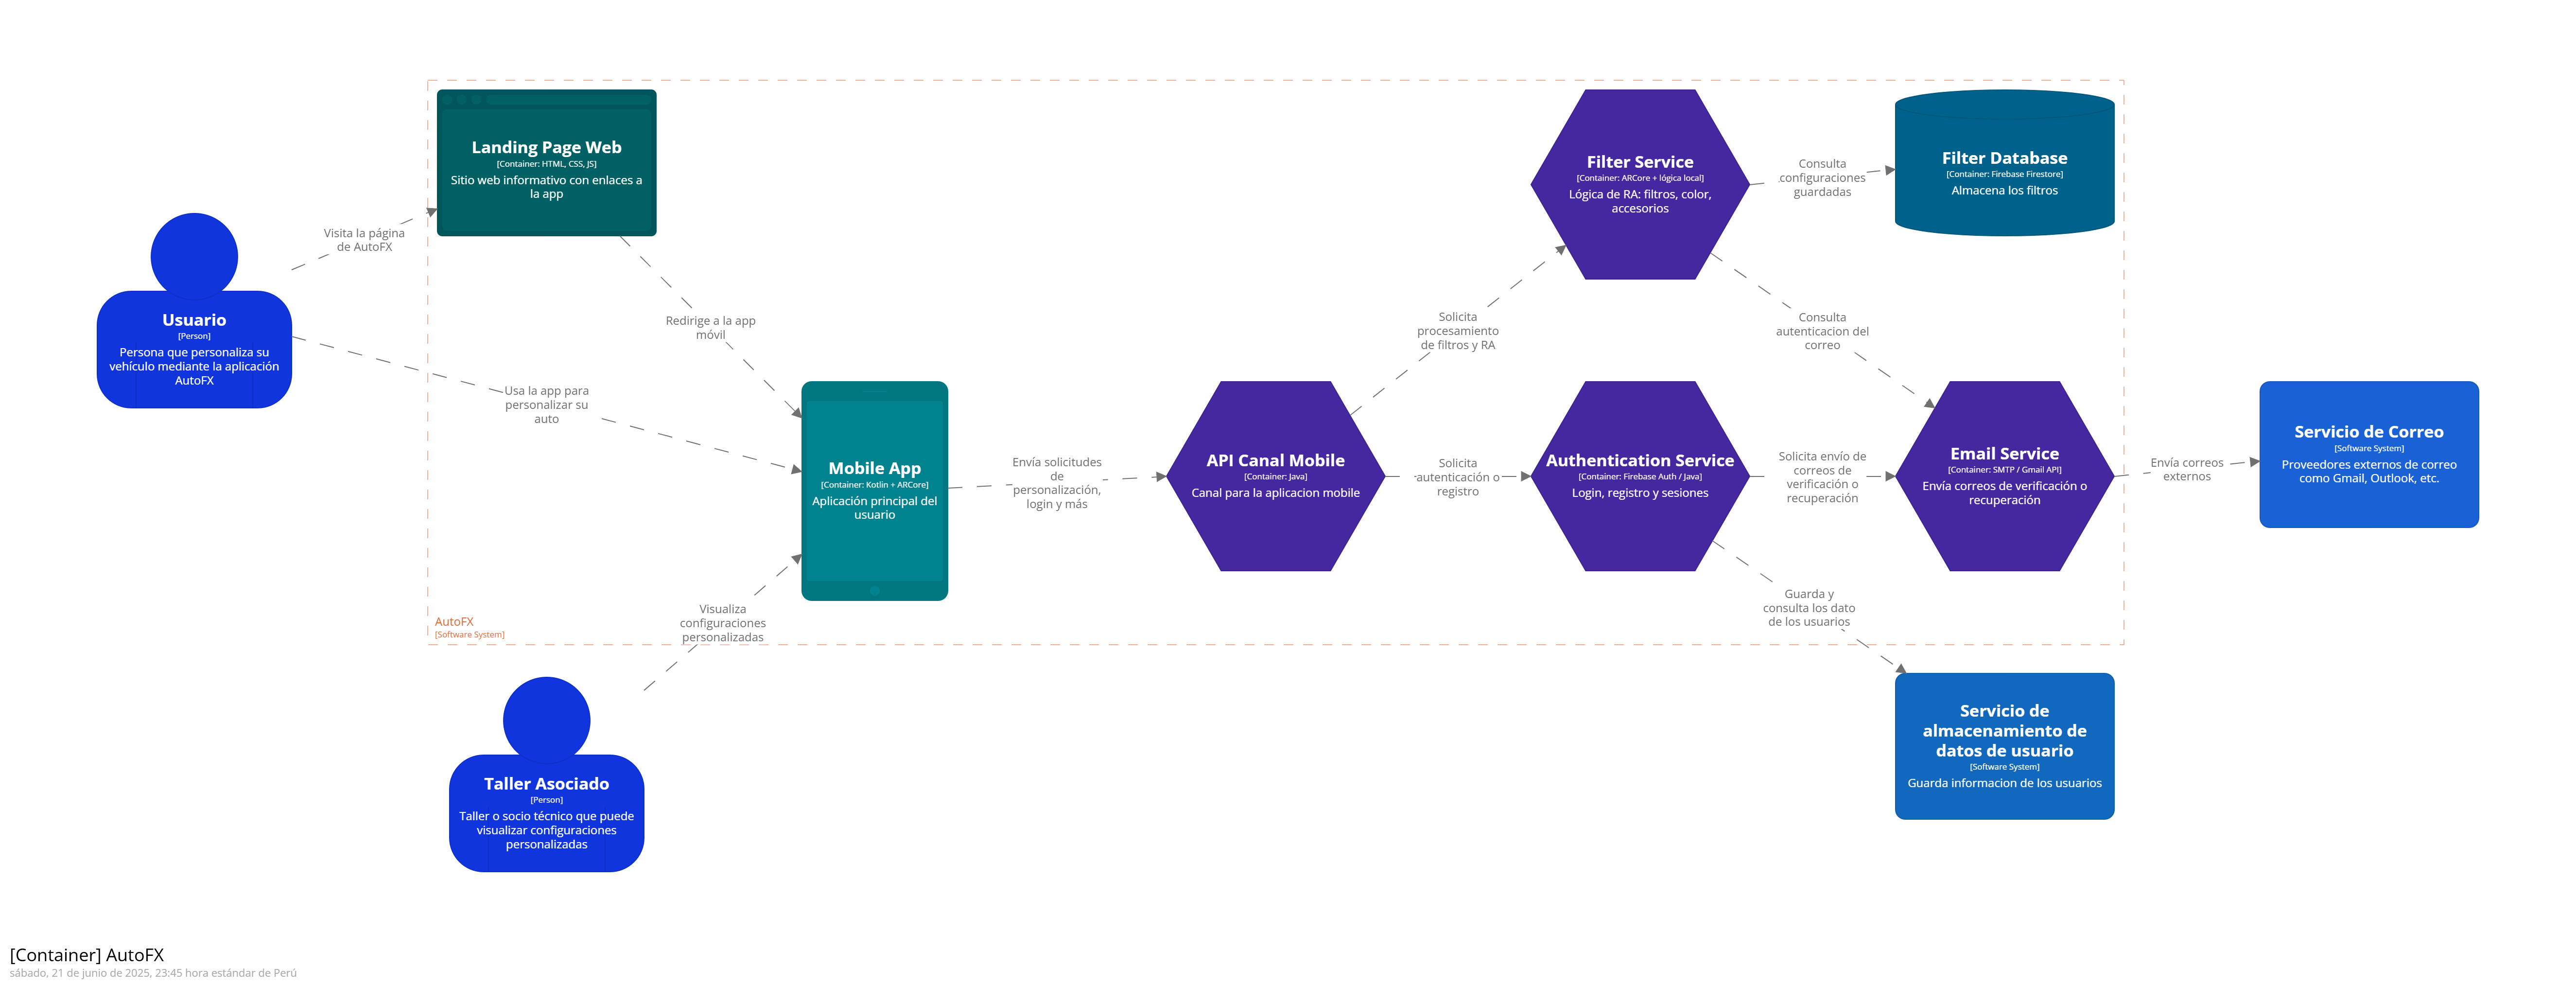 Landing Page Web
[Container: HTML, CSS, JS]
Sitio web informativo con enlaces a
la app
Filter Service
[Container: ARCore + lógica local]
Lógica de RA: filtros, color,
accesorios
Consulta
configuraciones
guardadas
Filter Database
[Container: Firebase Firestore]
Almacena los filtros
Visita la página
de AutoFX
Usuario
[Person]
Persona que personaliza su
vehículo mediante la aplicación
AutoFX
Redirige a la app
móvil
Solicita
procesamiento
de filtros y RA
Consulta
autenticacion del
correo
Usa la app para
personalizar su
auto
Mobile App
[Container: Kotlin + ARCore]
Aplicación principal del
usuario
Envía solicitudes
de
personalización,
login y más
API Canal Mobile
[Container: Java]
Canal para la aplicacion mobile
Solicita
autenticación o
registro
Authentication Service
[Container: Firebase Auth / Java]
Login, registro y sesiones
Solicita envío de
correos de
verificación o
recuperación
Email Service
[Container: SMTP / Gmail API]
Envía correos de verificación o
recuperación
Envía correos
externos
Servicio de Correo
[Software System]
Proveedores externos de correo
como Gmail, Outlook, etc.
Visualiza
configuraciones
personalizadas
Guarda y
consulta los dato
de los usuarios
AutoFX
[Software System]
Taller Asociado
[Person]
Taller o socio técnico que puede
visualizar configuraciones
personalizadas
Servicio de
almacenamiento de
datos de usuario
[Software System]
Guarda informacion de los usuarios
[Container] AutoFX
sábado, 21 de junio de 2025, 23:45 hora estándar de Perú